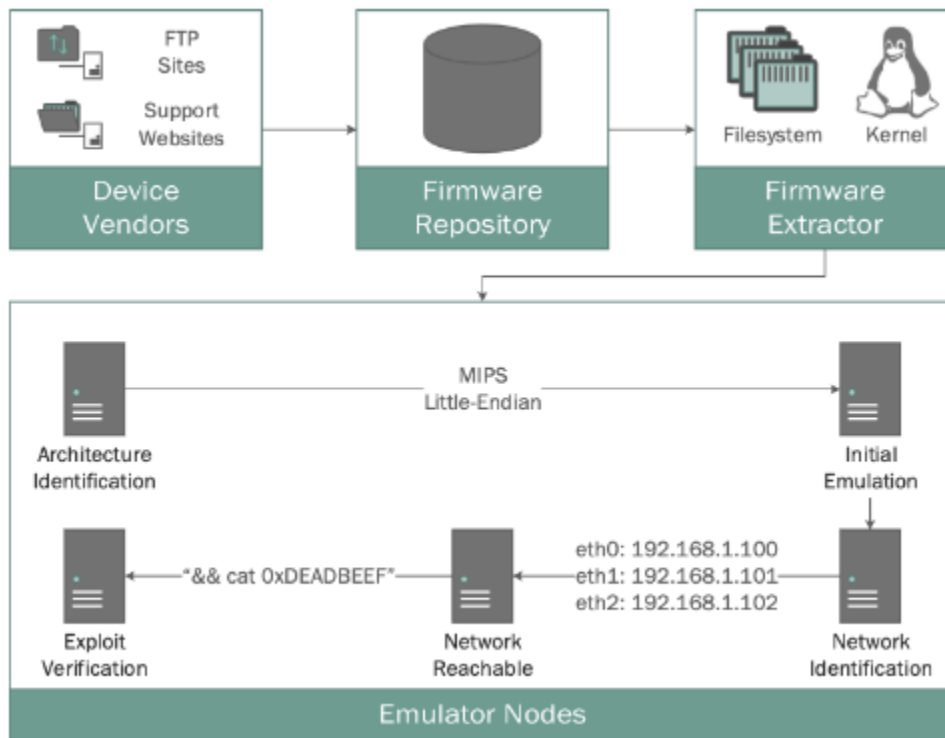 FTP
Sites
Support
Websites
Device
Vendors
Firmware
Repository
Filesystem
Kernel
Firmware
Extractor
MIPS
Little-Endian
Architecture
Identification
Initial
Emulation
eth0: 192.168.1.100
eth1: 192.168.1.101
eth2: 192.168.1.102
“&& cat 0xDEADBEEF”
Exploit
Verification
Network
Reachable
Network
Identification
Emulator Nodes